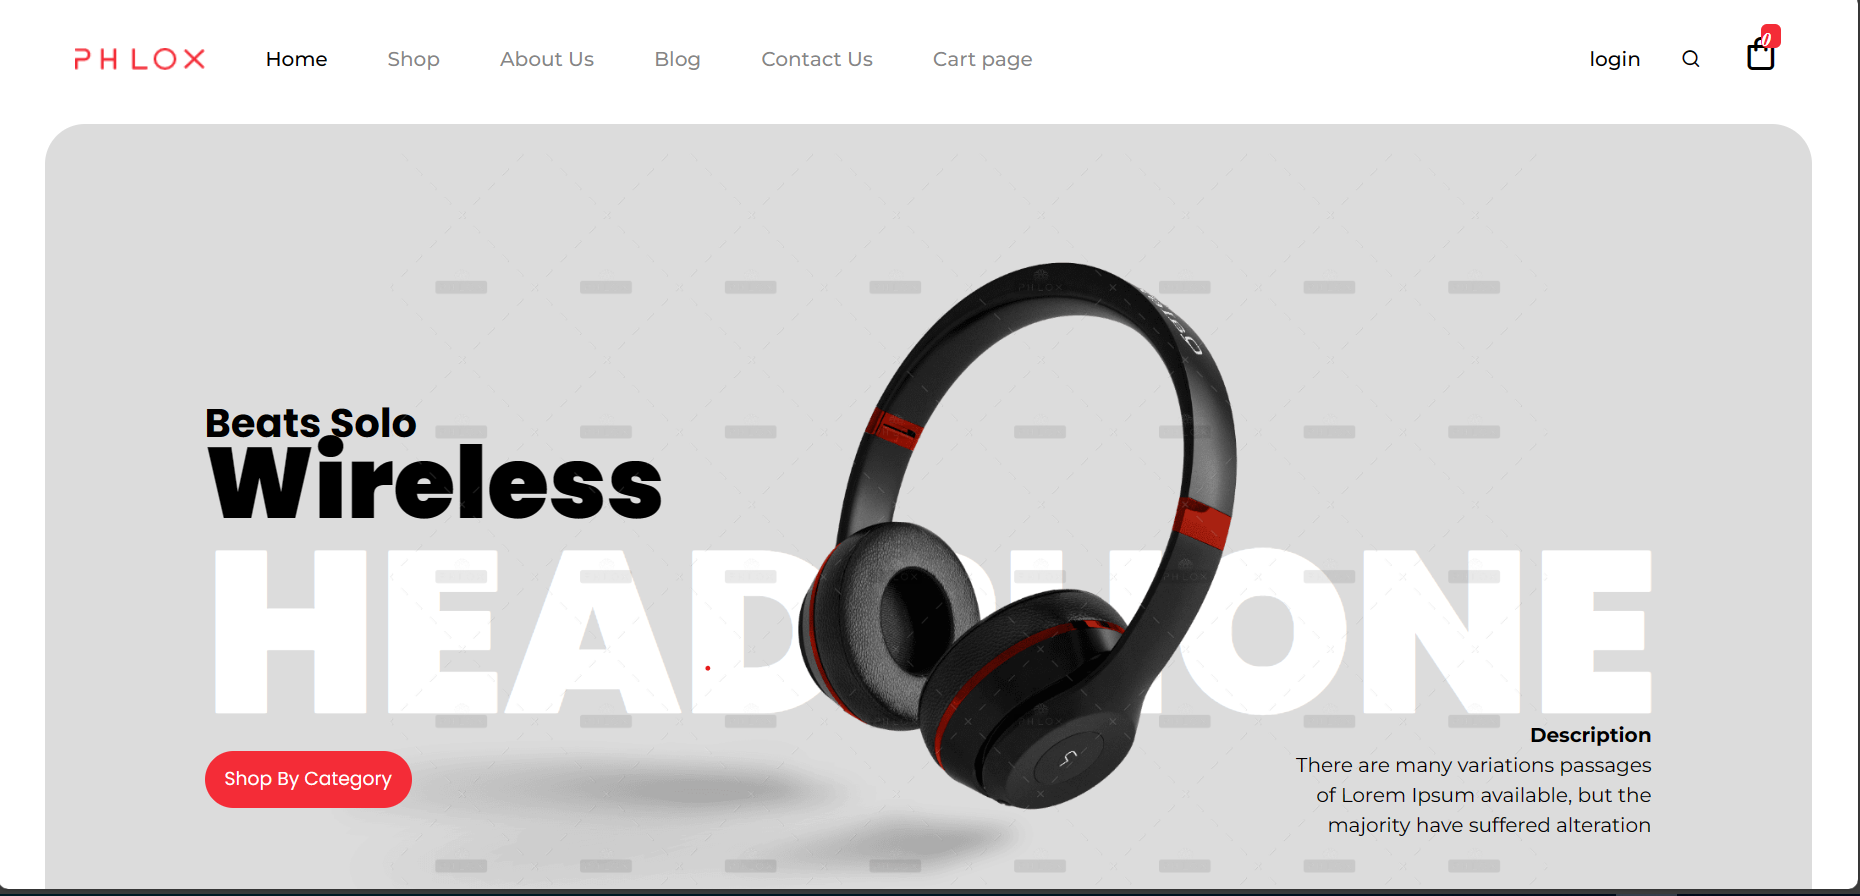 PHLOX Home Shop About Us Blog Contact Us Cart page login 0
Beats Solo
Wireless
HEADPHONE
Description
There are many variations passages
of Lorem Ipsum available, but the
majority have suffered alteration
Shop By Category